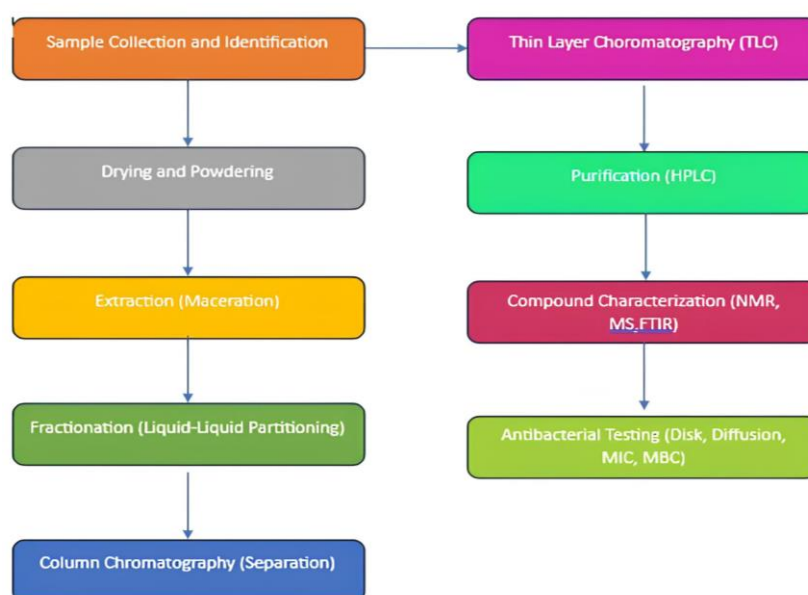 Sample Collection and Identification
Drying and Powdering
Extraction (Maceration)
Fractionation (Liquid-Liquid Partitioning)
Column Chromatography (Separation)
Thin Layer Choromatography (TLC)
Purification (HPLC)
Compound Characterization (NMR,
MS,FTIR)
Antibacterial Testing (Disk, Diffusion,
MIC, MBC)